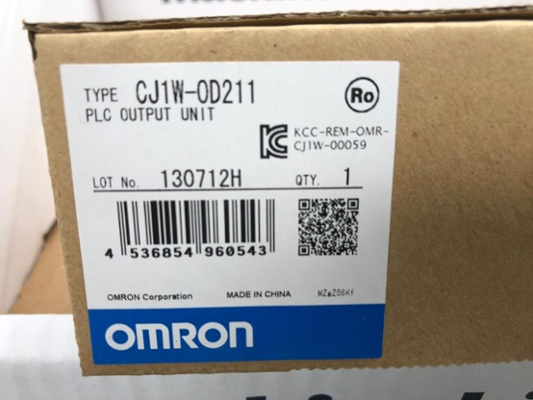 TYPE CJ1W-OD211
PLC OUTPUT UNIT
Ro
KCC-REM-OMR-
CJ1W-00059
LOT No. 130712H QTY. 1
4 536854 960543
OMRON Corporation MADE IN CHINA MZaZS6Kf
OMRON